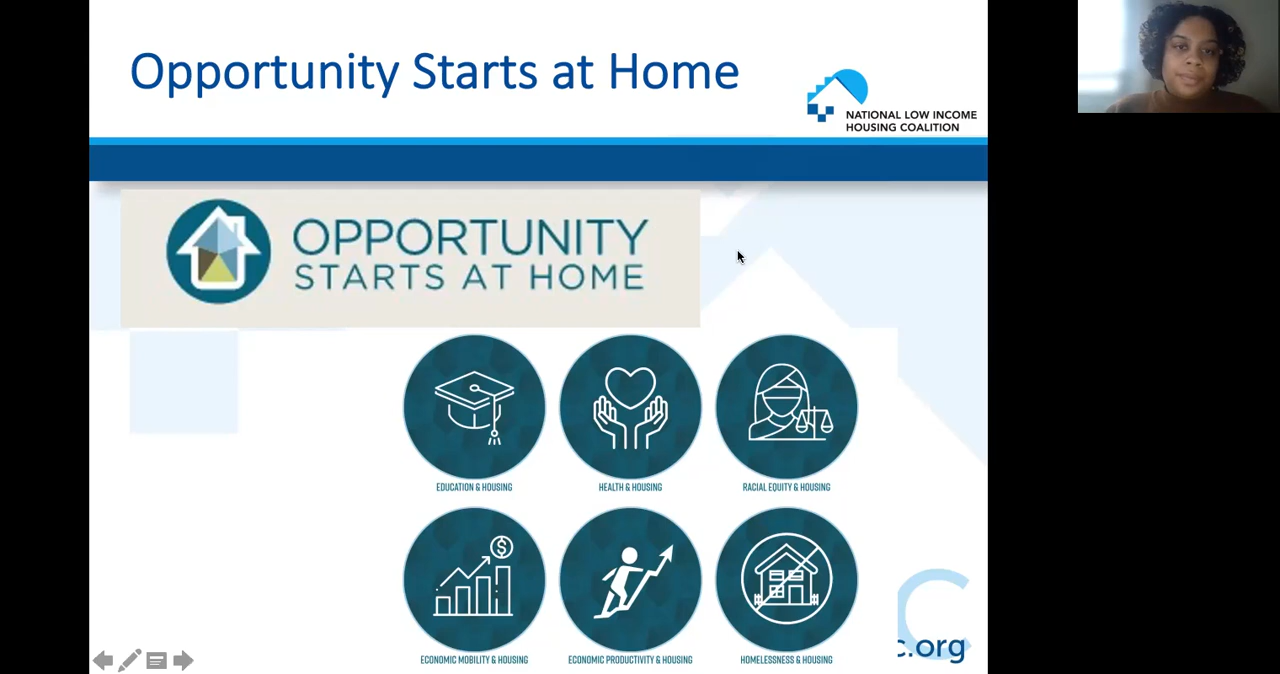 Opportunity Starts at Home
NATIONAL LOW INCOME
HOUSING COALITION
OPPORTUNITY
STARTS AT HOME
EDUCATION & HOUSING
HEALTH & HOUSING
RACIAL EQUITY & HOUSING
$
ECONOMIC MOBILITY & HOUSING
ECONOMIC PRODUCTIVITY & HOUSING
HOMELESSNESS & HOUSING
c.org